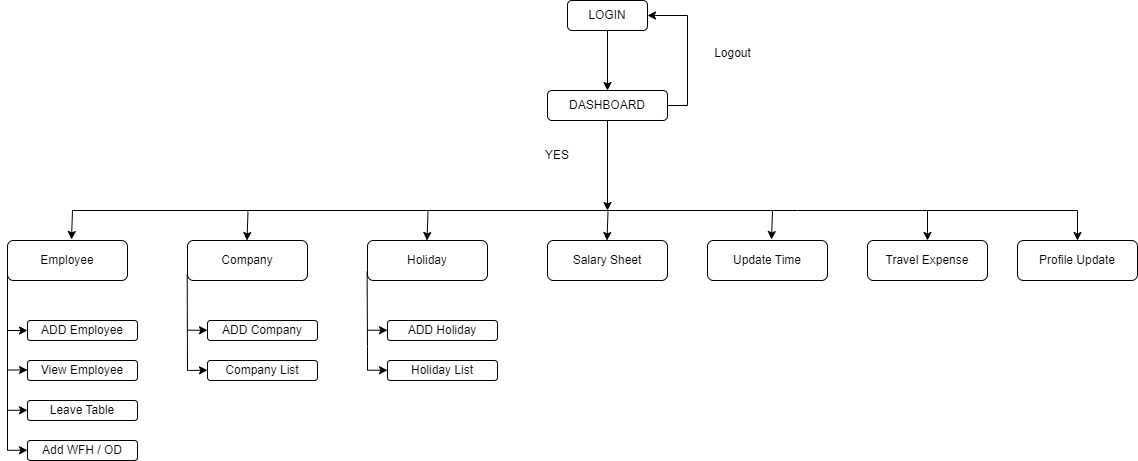 LOGIN
Logout
DASHBOARD
YES
Employee
Company
Holiday
Salary Sheet
Update Time
Travel Expense
Profile Update
ADD Employee
ADD Company
ADD Holiday
View Employee
Company List
Holiday List
Leave Table
Add WFH / OD